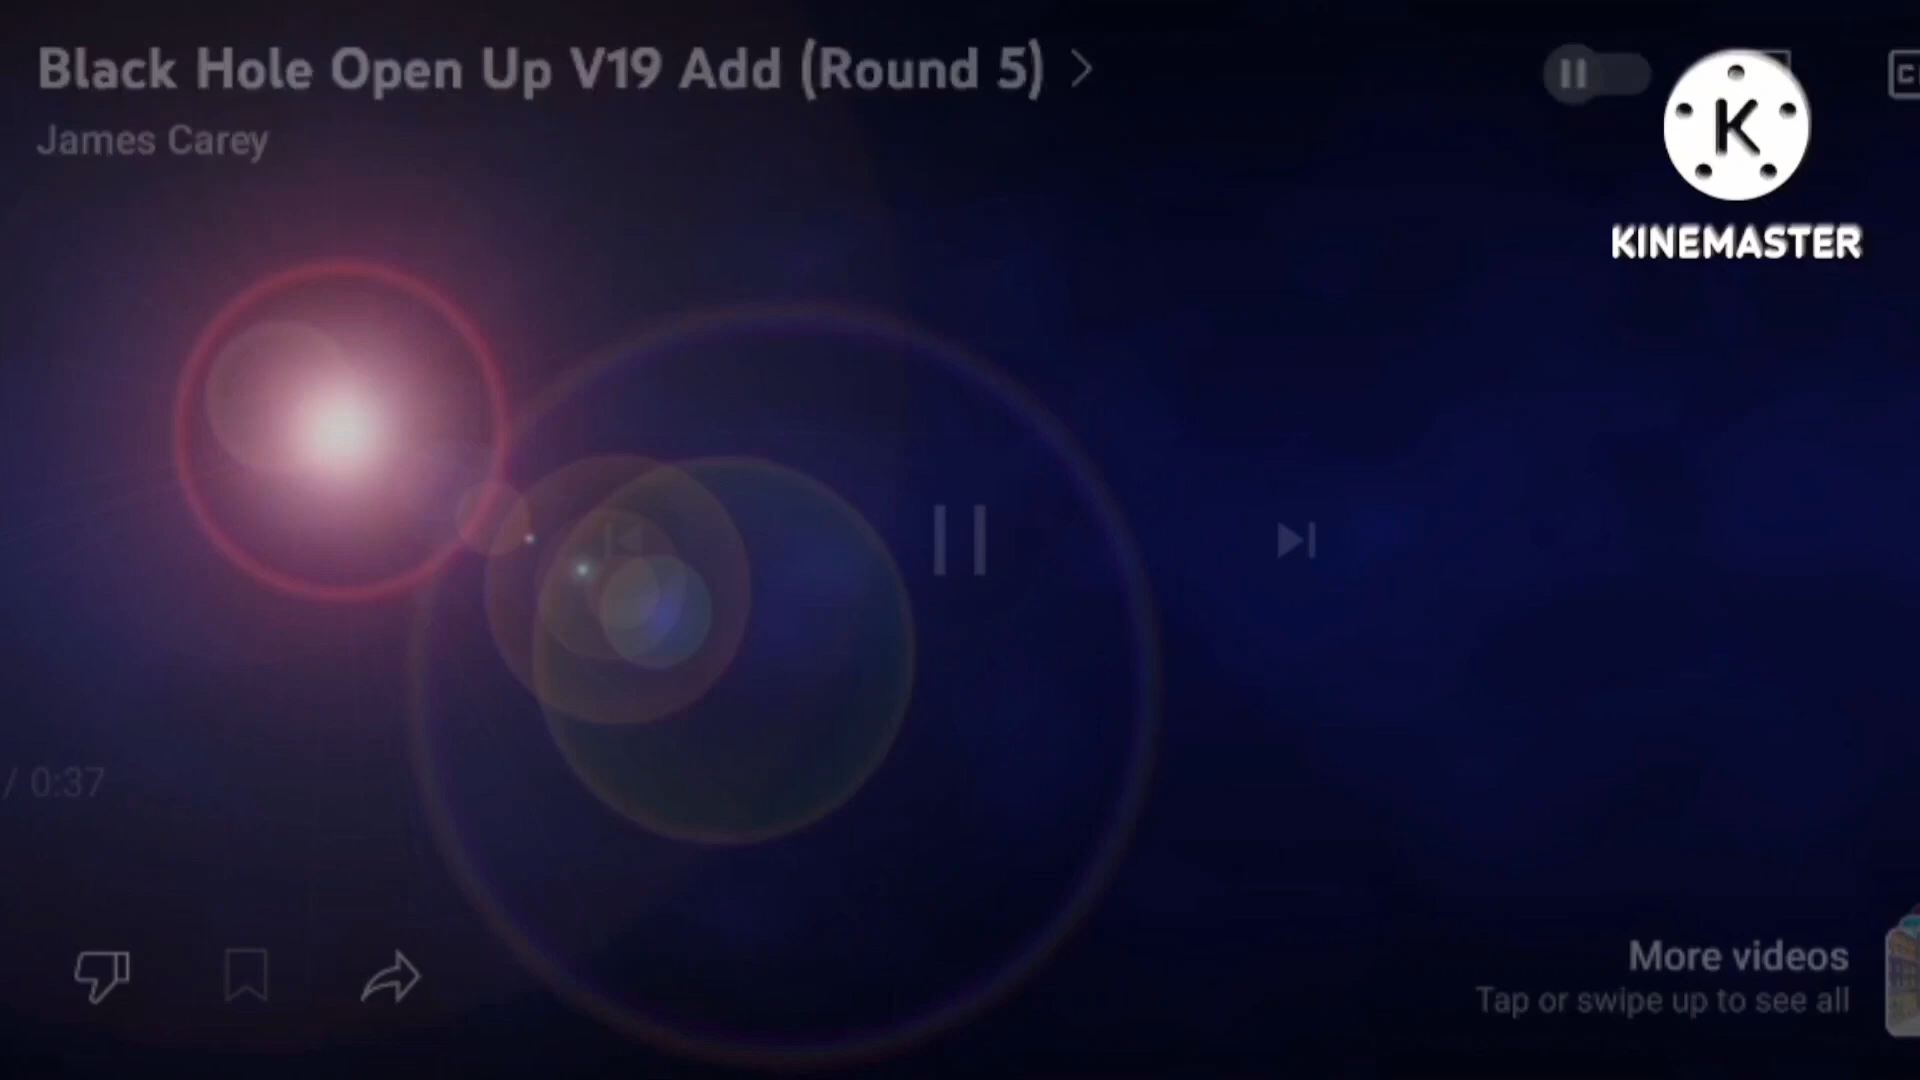 Black Hole Open Up V19 Add (Round 5)
James Carey
K
KINEMASTER
/ 0:37
More videos
Tap or swipe up to see all